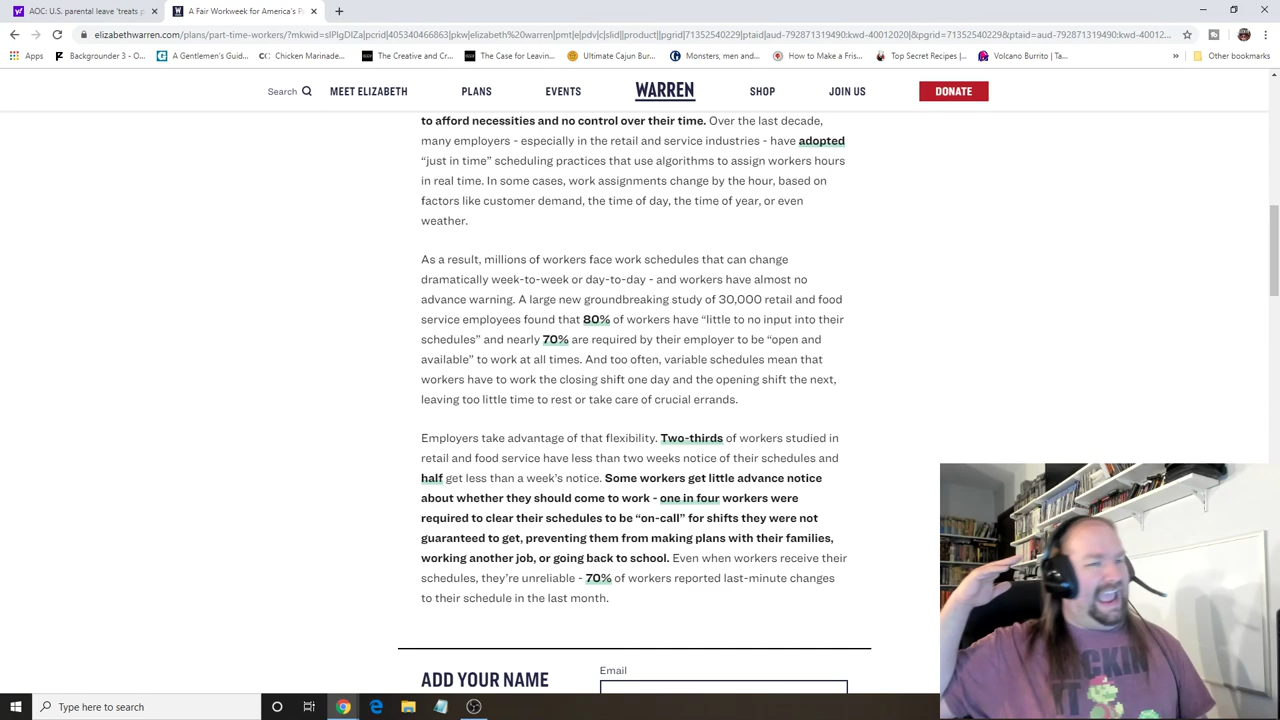 AOC: U.S. parental leave 'treats p
A Fair Workweek for America's Pa
elizabethwarren.com/plans/part-time-workers/?mkwid=sIPlgDIZa|pcrid|405340466863|pkw|elizabeth%20warren|pmt|e|pdv|c|slid||product||pgrid|71352540229|ptaid|aud-792871319490:kwd-40012020|&pgrid=71352540229&ptaid=aud-792871319490:kwd-40012...
Apps
Backgrounder 3 - O...
A Gentlemen's Guid...
Chicken Marinade...
The Creative and Cr...
The Case for Leavin...
Ultimate Cajun Bur...
Monsters, men and...
How to Make a Fris...
Top Secret Recipes |...
Volcano Burrito | Ta...
Other bookmarks
Search
MEET ELIZABETH
PLANS
EVENTS
WARREN
SHOP
JOIN US
DONATE
to afford necessities and no control over their time. Over the last decade,
many employers - especially in the retail and service industries - have adopted
“just in time” scheduling practices that use algorithms to assign workers hours
in real time. In some cases, work assignments change by the hour, based on
factors like customer demand, the time of day, the time of year, or even
weather.
As a result, millions of workers face work schedules that can change
dramatically week-to-week or day-to-day - and workers have almost no
advance warning. A large new groundbreaking study of 30,000 retail and food
service employees found that 80% of workers have “little to no input into their
schedules” and nearly 70% are required by their employer to be “open and
available” to work at all times. And too often, variable schedules mean that
workers have to work the closing shift one day and the opening shift the next,
leaving too little time to rest or take care of crucial errands.
Employers take advantage of that flexibility. Two-thirds of workers studied in
retail and food service have less than two weeks notice of their schedules and
half get less than a week's notice. Some workers get little advance notice
about whether they should come to work - one in four workers were
required to clear their schedules to be “on-call” for shifts they were not
guaranteed to get, preventing them from making plans with their families,
working another job, or going back to school. Even when workers receive their
schedules, they're unreliable - 70% of workers reported last-minute changes
to their schedule in the last month.
ADD YOUR NAME
Email
Type here to search